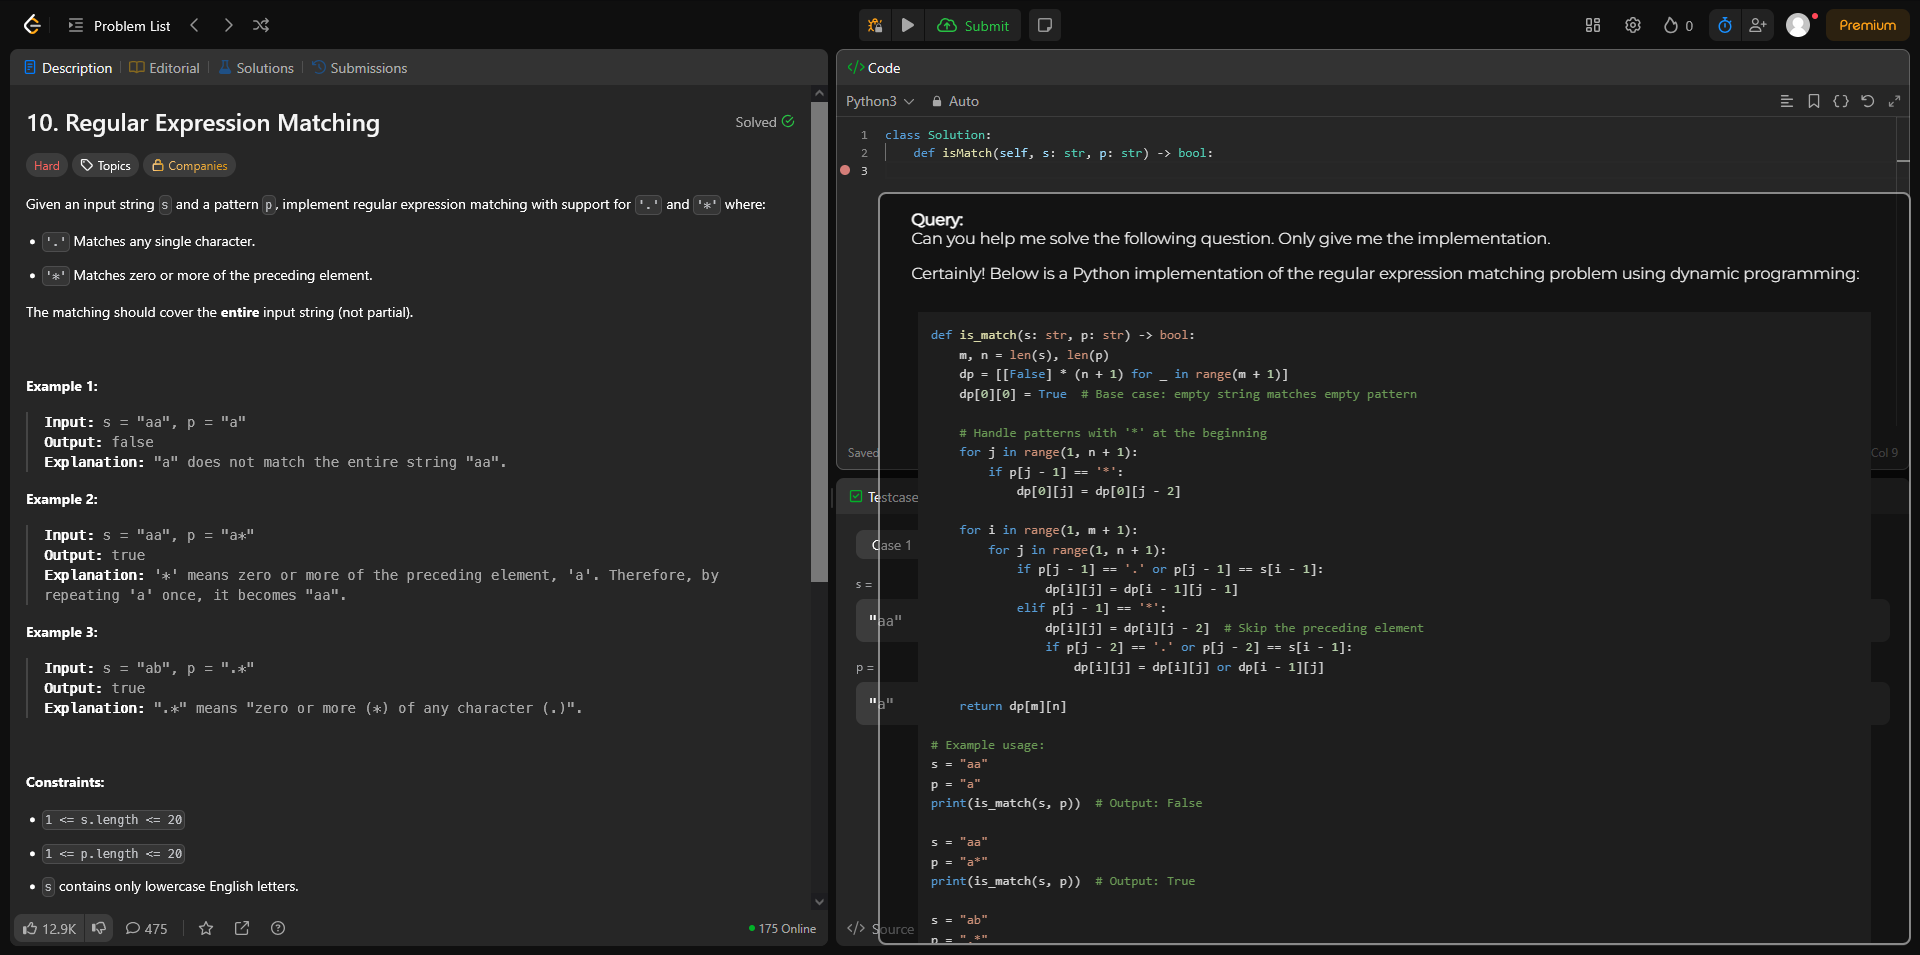 Problem List
Submit
0
Premium
Description
Editorial
Solutions
Submissions
10. Regular Expression Matching
Solved
Hard
Topics
Companies
Given an input string s and a pattern p, implement regular expression matching with support for '.' and '*' where:
• '.' Matches any single character.
• '*' Matches zero or more of the preceding element.
The matching should cover the entire input string (not partial).
Example 1:
Input: s = "aa", p = "a"
Output: false
Explanation: "a" does not match the entire string "aa".
Example 2:
Input: s = "aa", p = "a*"
Output: true
Explanation: '*' means zero or more of the preceding element, 'a'. Therefore, by
repeating 'a' once, it becomes "aa".
Example 3:
Input: s = "ab", p = ".*"
Output: true
Explanation: ".*" means "zero or more (*) of any character (.)".
Constraints:
• 1 <= s.length <= 20
• 1 <= p.length <= 20
• s contains only lowercase English letters.
12.9K
475
175 Online
</> Code
Python3
Auto
1 class Solution:
2 def isMatch(self, s: str, p: str) -> bool:
3
Saved
Col 9
Testcase
Case 1
s =
"aa"
p =
"a"
</> Source
Query:
Can you help me solve the following question. Only give me the implementation.
Certainly! Below is a Python implementation of the regular expression matching problem using dynamic programming:
def is_match(s: str, p: str) -> bool:
    m, n = len(s), len(p)
    dp = [[False] * (n + 1) for _ in range(m + 1)]
    dp[0][0] = True  # Base case: empty string matches empty pattern
    # Handle patterns with '*' at the beginning
    for j in range(1, n + 1):
        if p[j - 1] == '*':
            dp[0][j] = dp[0][j - 2]
    for i in range(1, m + 1):
        for j in range(1, n + 1):
            if p[j - 1] == '.' or p[j - 1] == s[i - 1]:
                dp[i][j] = dp[i - 1][j - 1]
            elif p[j - 1] == '*':
                dp[i][j] = dp[i][j - 2]  # Skip the preceding element
                if p[j - 2] == '.' or p[j - 2] == s[i - 1]:
                    dp[i][j] = dp[i][j] or dp[i - 1][j]
    return dp[m][n]
# Example usage:
s = "aa"
p = "a"
print(is_match(s, p))  # Output: False
s = "aa"
p = "a*"
print(is_match(s, p))  # Output: True
s = "ab"
p = ".*"